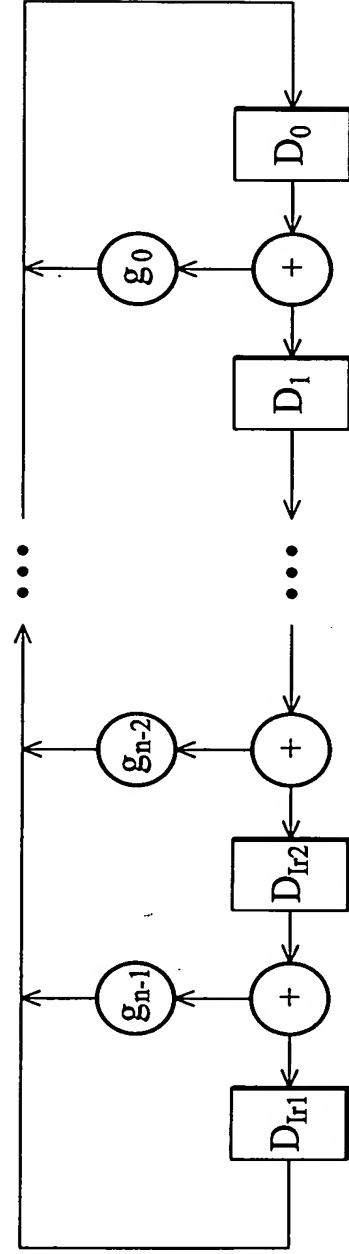 •••
gn-1 gn-2 g0
DIr1 + DIr2 + ••• D1 + D0